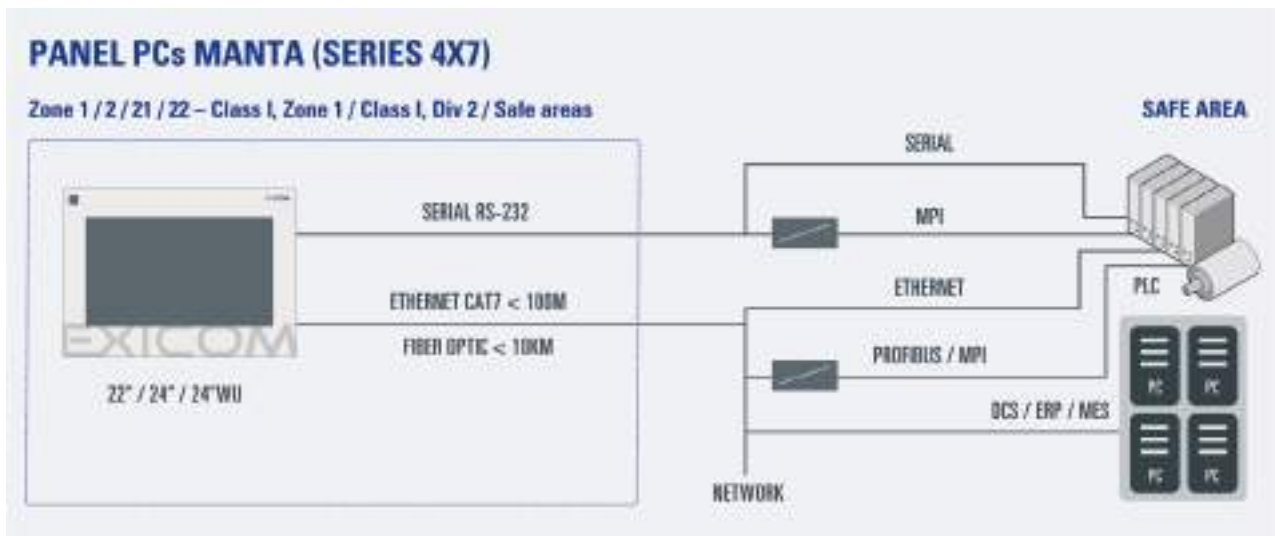 PANEL PCs MANTA (SERIES 4X7)
Zone 1 / 2 / 21 / 22 – Class I, Zone 1 / Class I, Div 2 / Safe areas
SAFE AREA
SERIAL
SERIAL RS-232
MPI
ETHERNET CAT7 < 100M
ETHERNET
PLC
EXICOM
FIBER OPTIC < 10KM
PROFIBUS / MPI
22" / 24" / 24"WU
DCS / ERP / MES
PC PC
PC PC
NETWORK